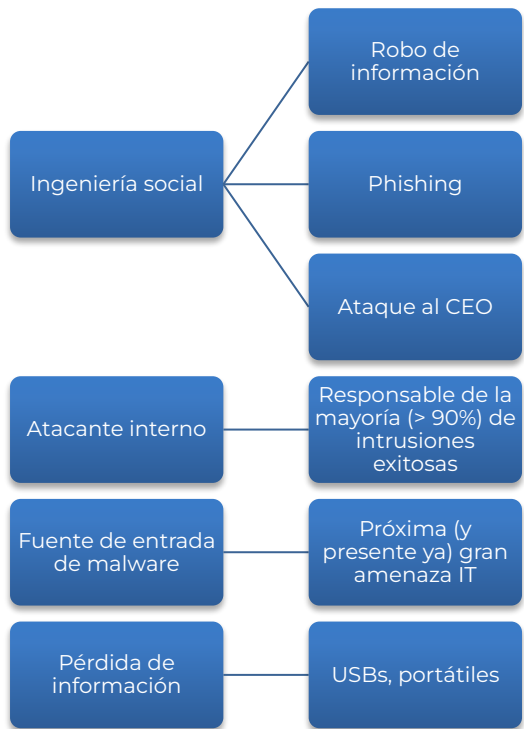 Robo de
información
Ingeniería social
Phishing
Ataque al CEO
Atacante interno
Responsable de la
mayoría (> 90%) de
intrusiones
exitosas
Fuente de entrada
de malware
Próxima (y
presente ya) gran
amenaza IT
Pérdida de
información
USBs, portátiles